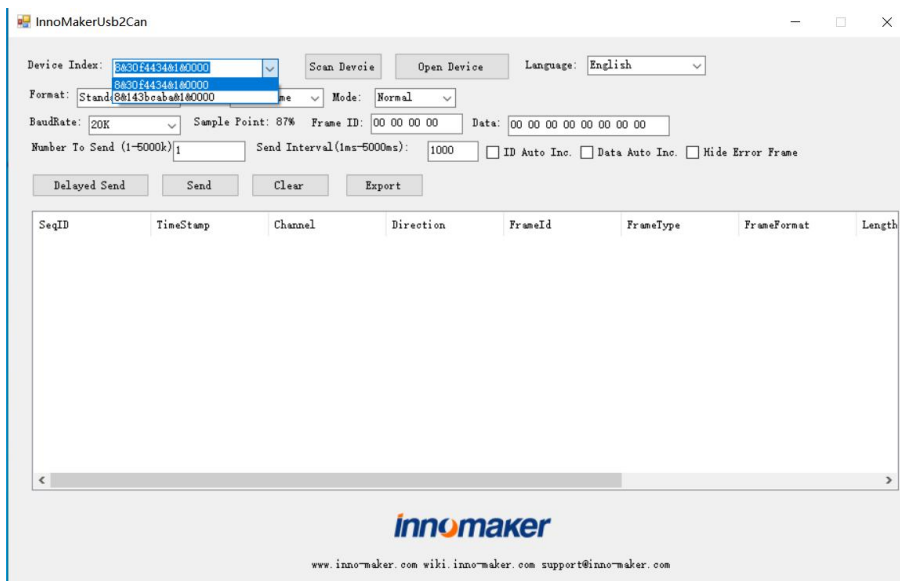 InnoMakerUsb2Can
Device Index: 8&30f4434&1&0000 Scan Devcie Open Device Language: English
8&30f4434&1&0000
8&143bcaba&1&0000
Format: Mode: Normal
BaudRate: 20K Sample Point: 87% Frame ID: 00 00 00 00 Data: 00 00 00 00 00 00 00 00
Number To Send (1-5000k) 1 Send Interval(1ms-5000ms): 1000 ID Auto Inc. Data Auto Inc. Hide Error Frame
Delayed Send Send Clear Export
SeqID TimeStamp Channel Direction FrameId FrameType FrameFormat Length
innomaker
www.inno-maker.com wiki.inno-maker.com support@inno-maker.com